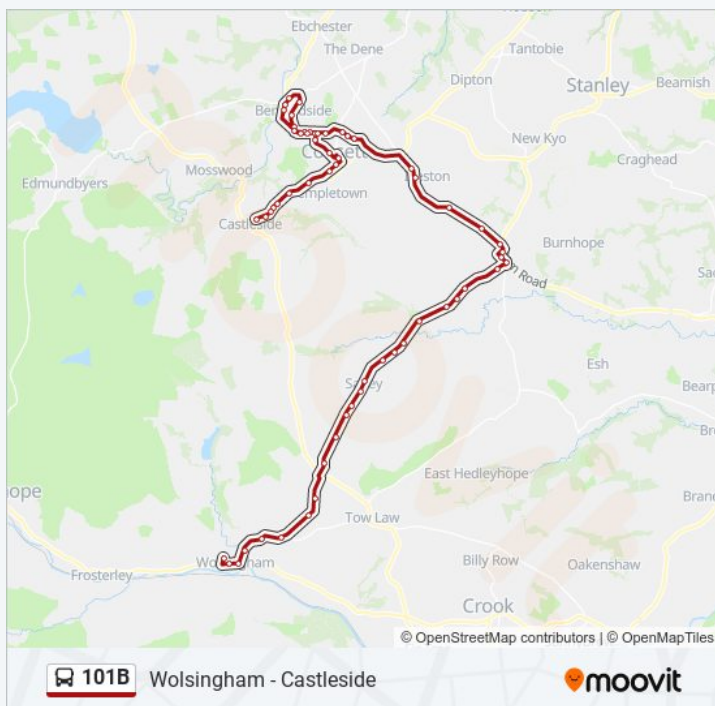 Ebchester
The Dene
Tantobie
Dipton
Stanley
Beamish
New Kyo
Craghead
Mosswood
Edmundbyers
Castleside
Burnhope
Esh
East Hedleyhope
Tow Law
Billy Row
Oakenshaw
Frosterley
Crook
© OpenStreetMap contributors | © OpenMapTiles
101B Wolsingham - Castleside
moovit